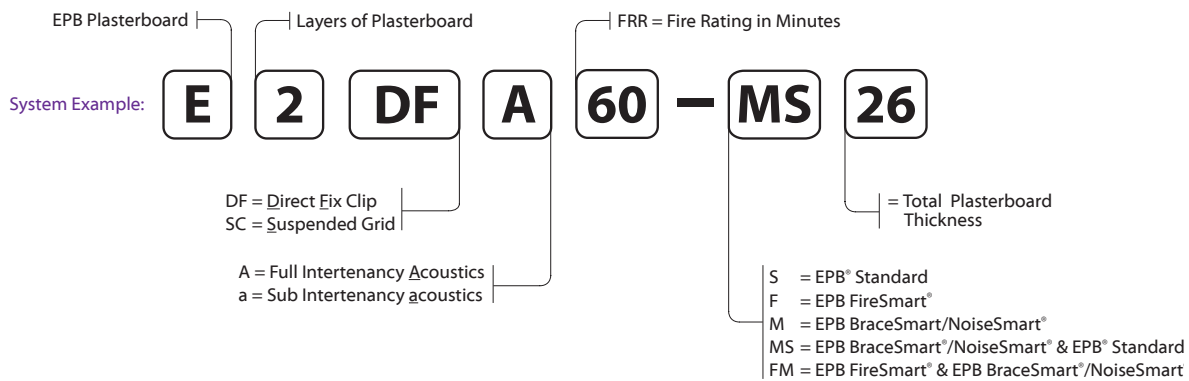 EPB Plasterboard
Layers of Plasterboard
FRR = Fire Rating in Minutes
System Example:
E 2 DF A 60 – MS 26
DF = Direct Fix Clip
SC = Suspended Grid
= Total Plasterboard
Thickness
A = Full Intertenancy Acoustics
a = Sub Intertenancy acoustics
S = EPB® Standard
F = EPB FireSmart®
M = EPB BraceSmart/NoiseSmart®
MS = EPB BraceSmart®/NoiseSmart® & EPB® Standard
FM = EPB FireSmart® & EPB BraceSmart®/NoiseSmart®